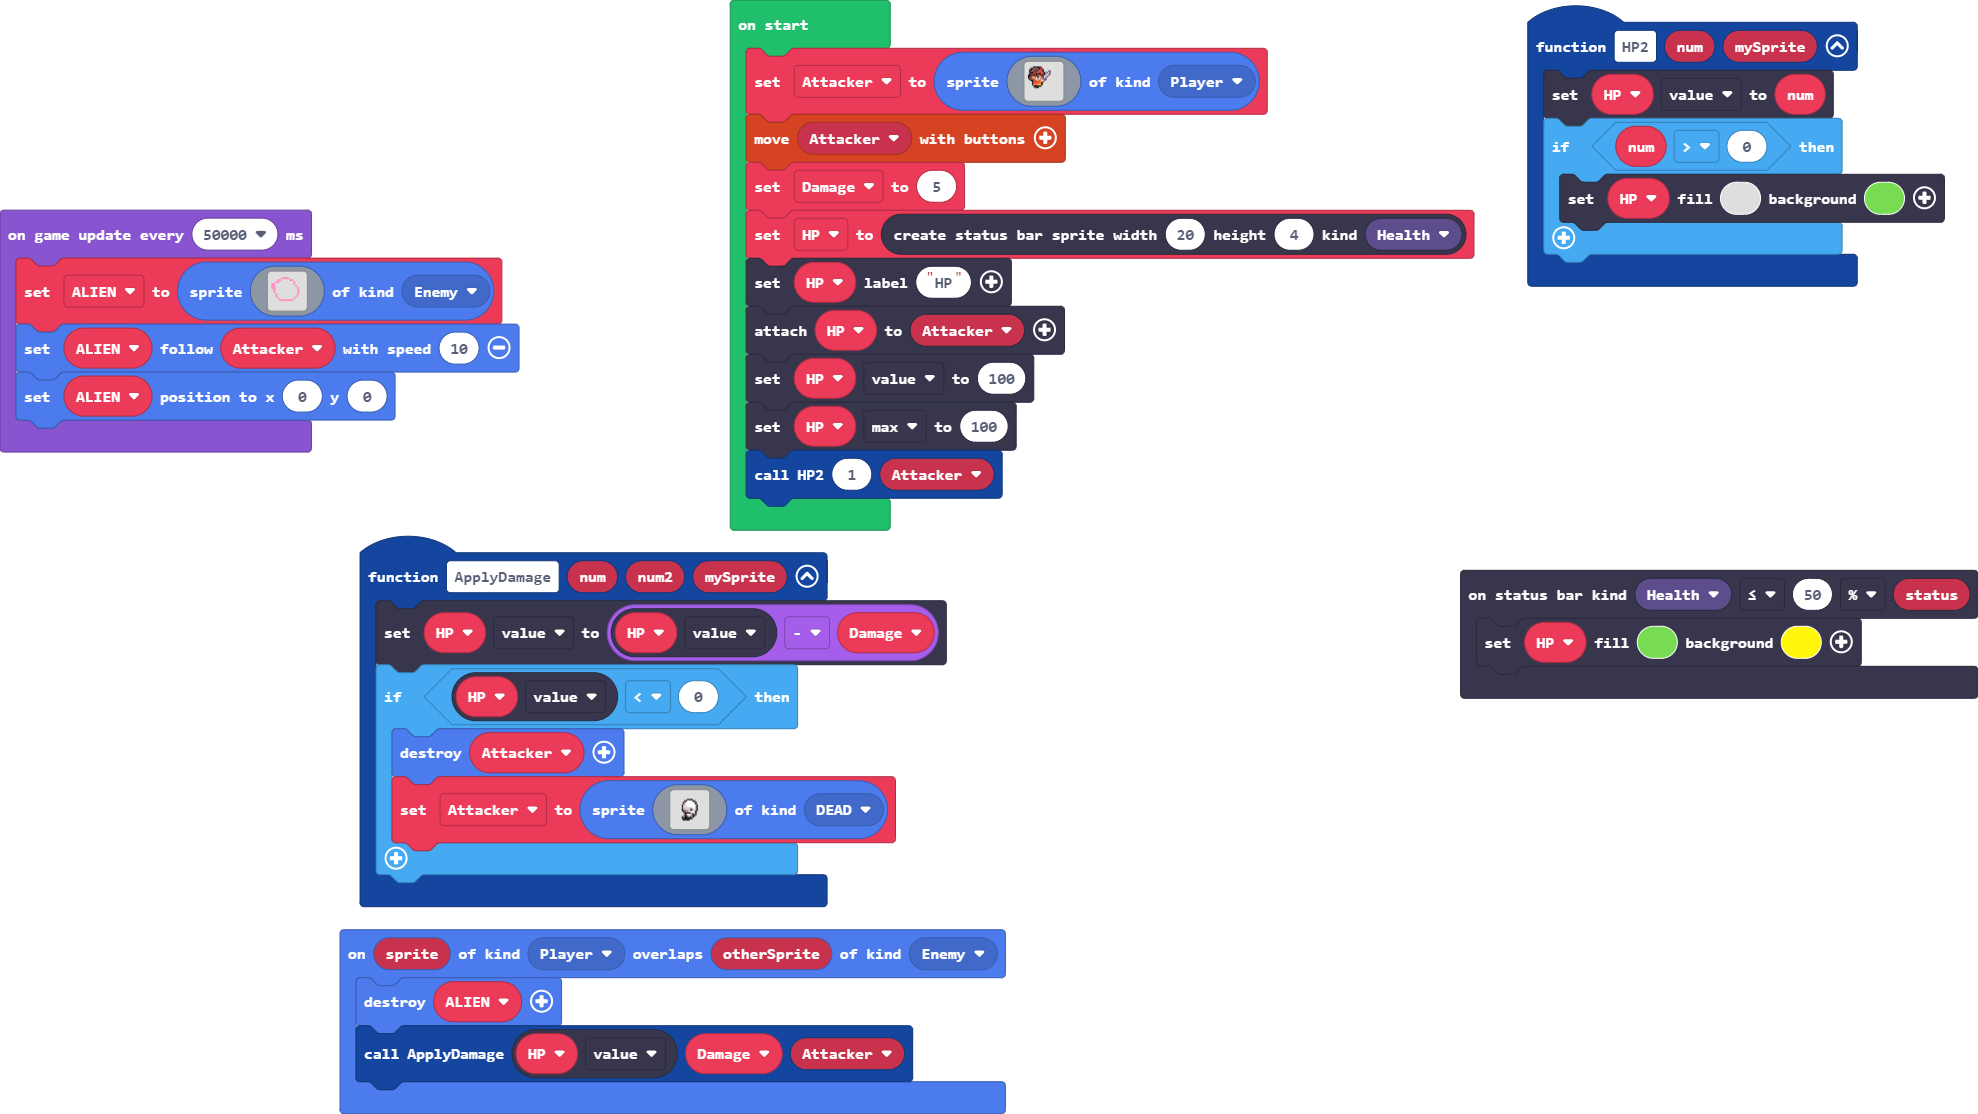 on start
set Attacker to sprite of kind Player
move Attacker with buttons
set Damage to 5
set HP to create status bar sprite width 20 height 4 kind Health
set HP label "HP"
attach HP to Attacker
set HP value to 100
set HP max to 100
call HP2 1 Attacker
function HP2 num mySprite
set HP value to num
if num > 0 then
set HP fill background
on game update every 50000 ms
set ALIEN to sprite of kind Enemy
set ALIEN follow Attacker with speed 10
set ALIEN position to x 0 y 0
function ApplyDamage num num2 mySprite
set HP value to HP value - Damage
if HP value < 0 then
destroy Attacker
set Attacker to sprite of kind DEAD
on status bar kind Health ≤ 50 % status
set HP fill background
on sprite of kind Player overlaps otherSprite of kind Enemy
destroy ALIEN
call ApplyDamage HP value Damage Attacker